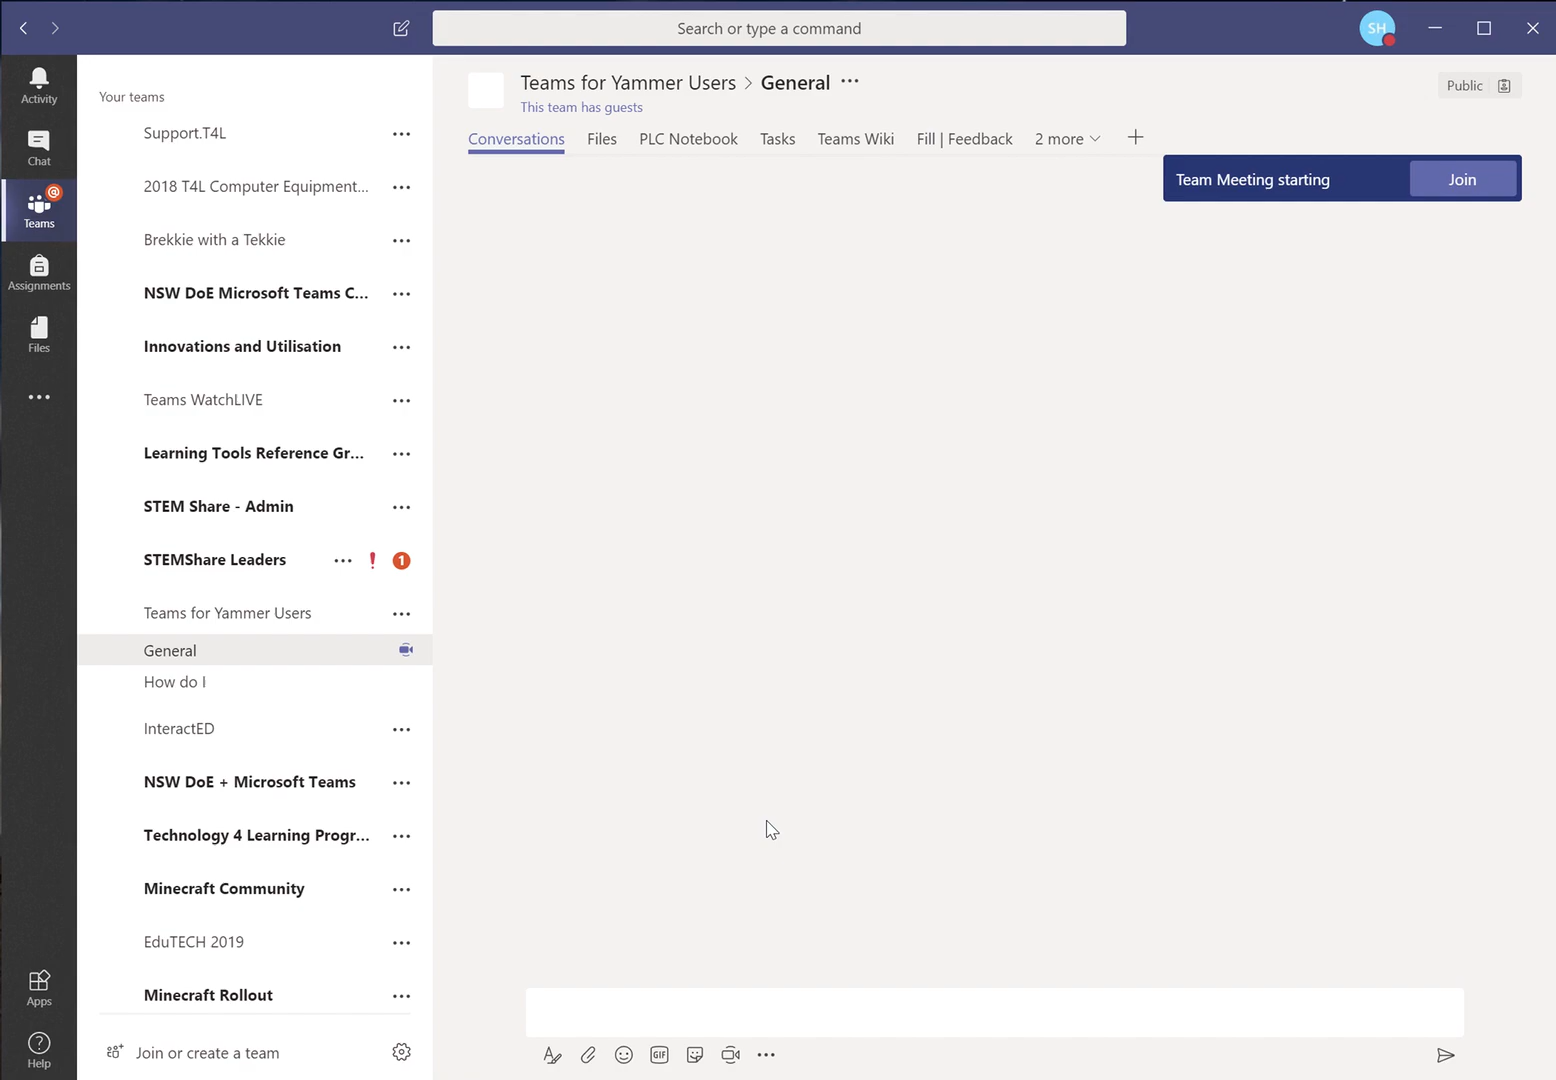 Search or type a command
SH
Activity
Chat
@
Teams
Assignments
Files
Apps
Help
Your teams
Support.T4L
2018 T4L Computer Equipment...
Brekkie with a Tekkie
NSW DoE Microsoft Teams C...
Innovations and Utilisation
Teams WatchLIVE
Learning Tools Reference Gr...
STEM Share - Admin
STEMShare Leaders ! 1
Teams for Yammer Users
General
How do I
InteractED
NSW DoE + Microsoft Teams
Technology 4 Learning Progr...
Minecraft Community
EduTECH 2019
Minecraft Rollout
Join or create a team
Teams for Yammer Users > General
This team has guests
Public
Conversations Files PLC Notebook Tasks Teams Wiki Fill | Feedback 2 more
Team Meeting starting Join
GIF